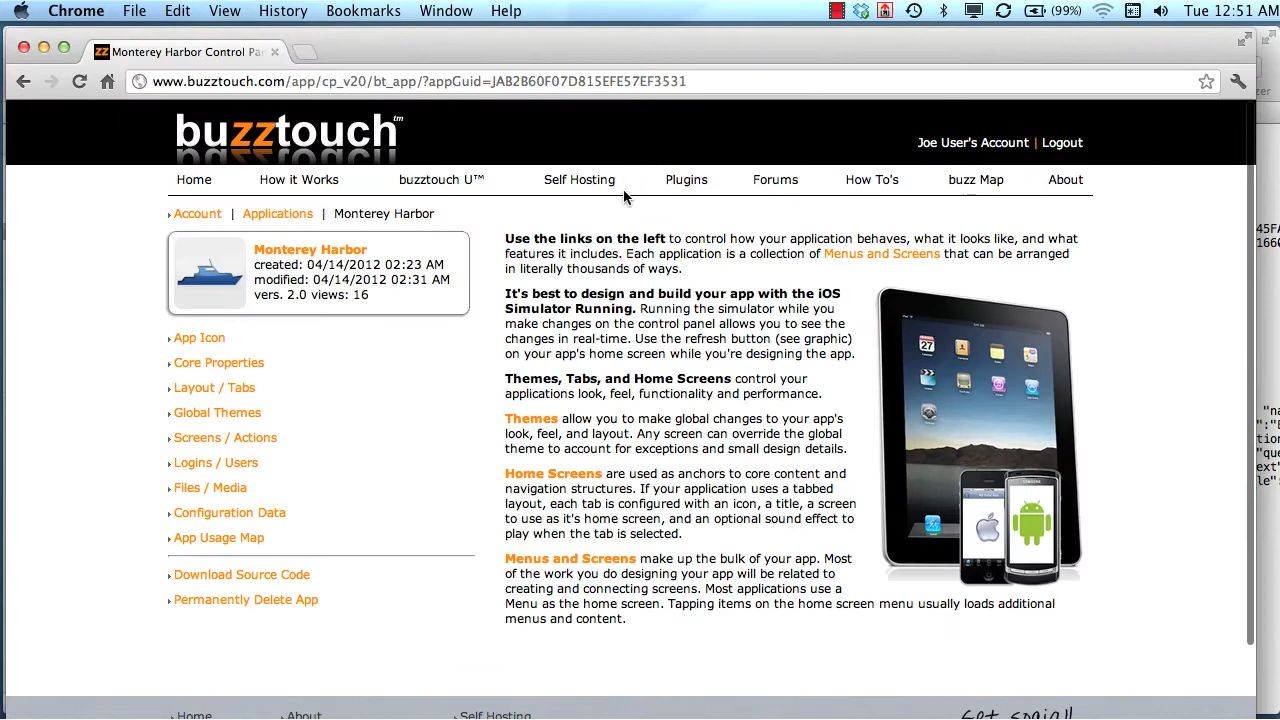 Chrome File Edit View History Bookmarks Window Help (99%) Tue 12:51 AM
Monterey Harbor Control Pa
www.buzztouch.com/app/cp_v20/bt_app/?appGuid=JAB2B60F07D815EFE57EF3531
buzztouch™
Joe User's Account | Logout
Home How it Works buzztouch U™ Self Hosting Plugins Forums How To's buzz Map About
Account | Applications | Monterey Harbor
Monterey Harbor
created: 04/14/2012 02:23 AM
modified: 04/14/2012 02:31 AM
vers. 2.0 views: 16
App Icon
Core Properties
Layout / Tabs
Global Themes
Screens / Actions
Logins / Users
Files / Media
Configuration Data
App Usage Map
Download Source Code
Permanently Delete App
Use the links on the left to control how your application behaves, what it looks like, and what
features it includes. Each application is a collection of Menus and Screens that can be arranged
in literally thousands of ways.
It's best to design and build your app with the iOS
Simulator Running. Running the simulator while you
make changes on the control panel allows you to see the
changes in real-time. Use the refresh button (see graphic)
on your app's home screen while you're designing the app.
Themes, Tabs, and Home Screens control your
applications look, feel, functionality and performance.
Themes allow you to make global changes to your app's
look, feel, and layout. Any screen can override the global
theme to account for exceptions and small design details.
Home Screens are used as anchors to core content and
navigation structures. If your application uses a tabbed
layout, each tab is configured with an icon, a title, a screen
to use as it's home screen, and an optional sound effect to
play when the tab is selected.
Menus and Screens make up the bulk of your app. Most
of the work you do designing your app will be related to
creating and connecting screens. Most applications use a
Menu as the home screen. Tapping items on the home screen menu usually loads additional
menus and content.
Home About Self Hosting Get social!